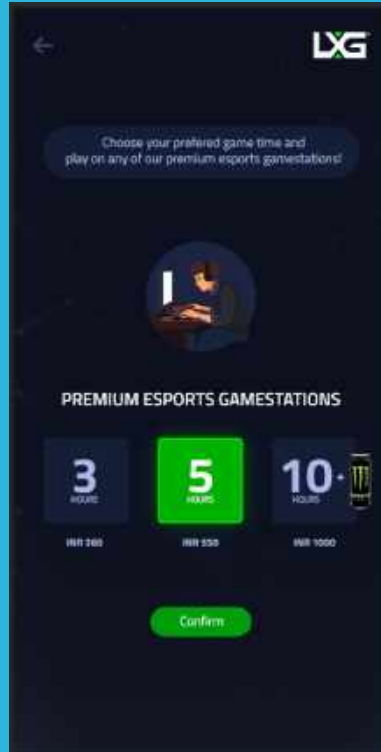 LXG
Choose your prefered game time and
play on any of our premium esports gamestations!
PREMIUM ESPORTS GAMESTATIONS
3
HOURS
5
HOURS
10+
HOURS
INR 550
INR 1000
Confirm